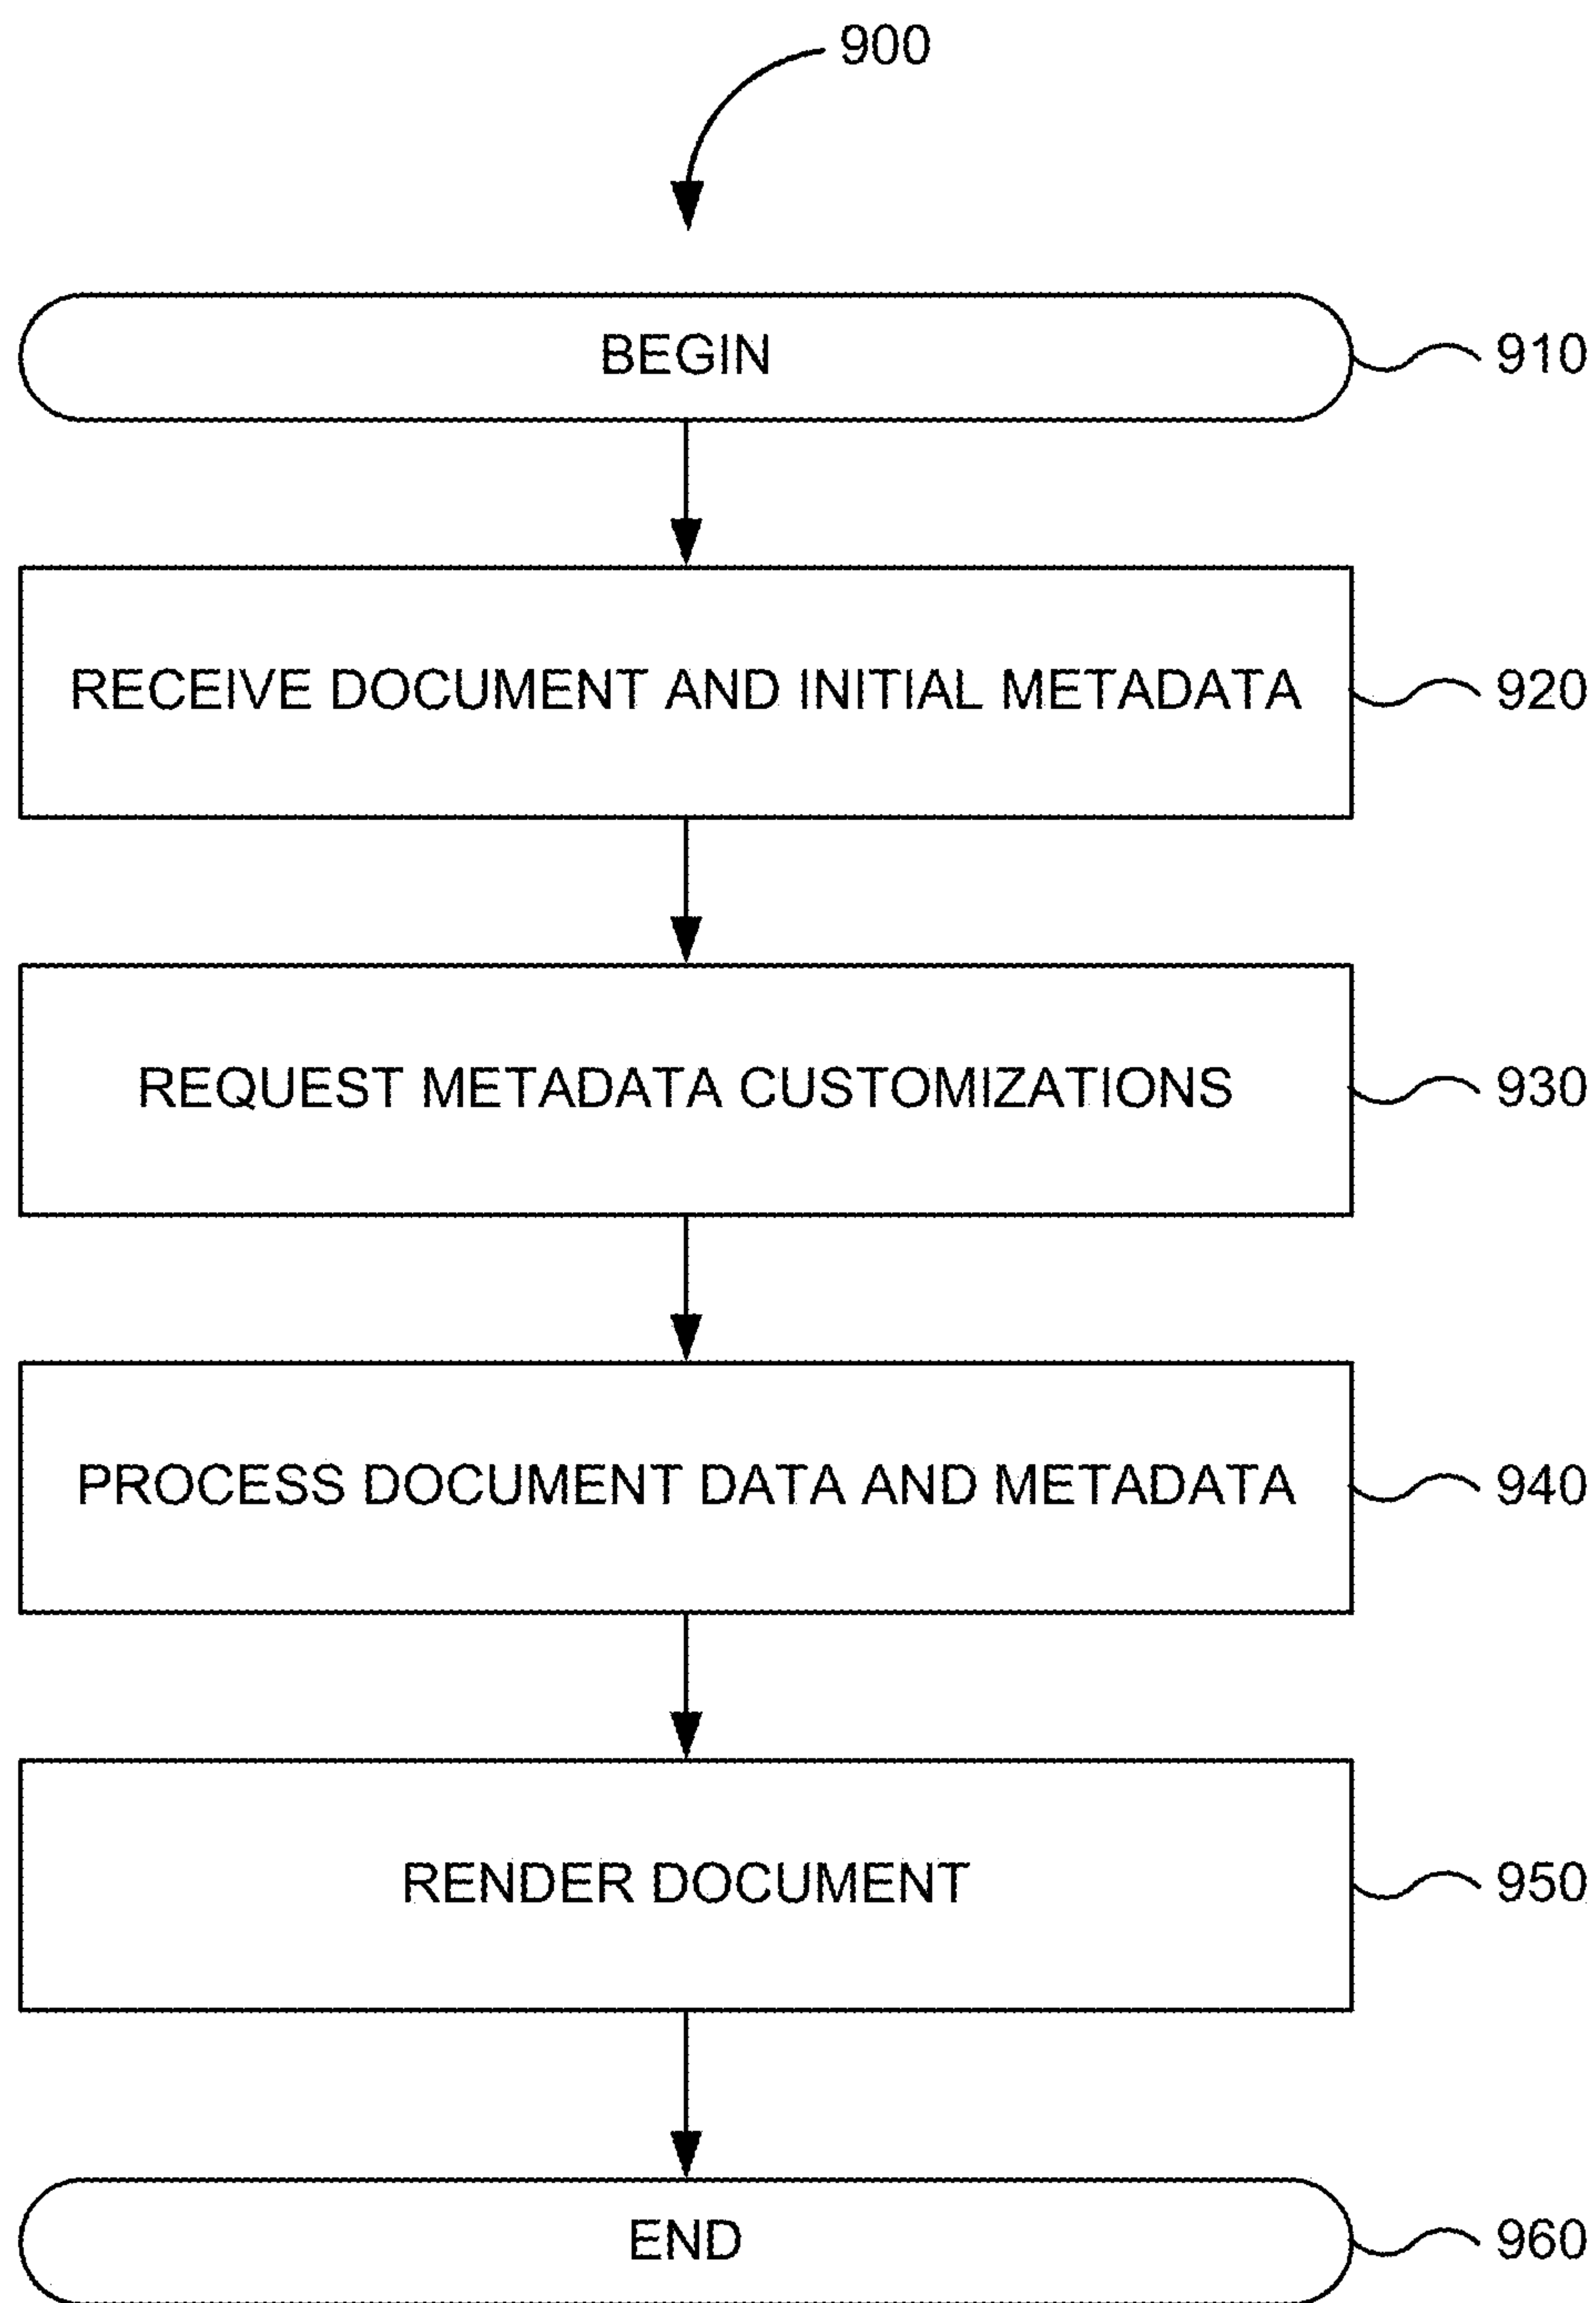 900
BEGIN
910
RECEIVE DOCUMENT AND INITIAL METADATA
920
REQUEST METADATA CUSTOMIZATIONS
930
PROCESS DOCUMENT DATA AND METADATA
940
RENDER DOCUMENT
950
END
960